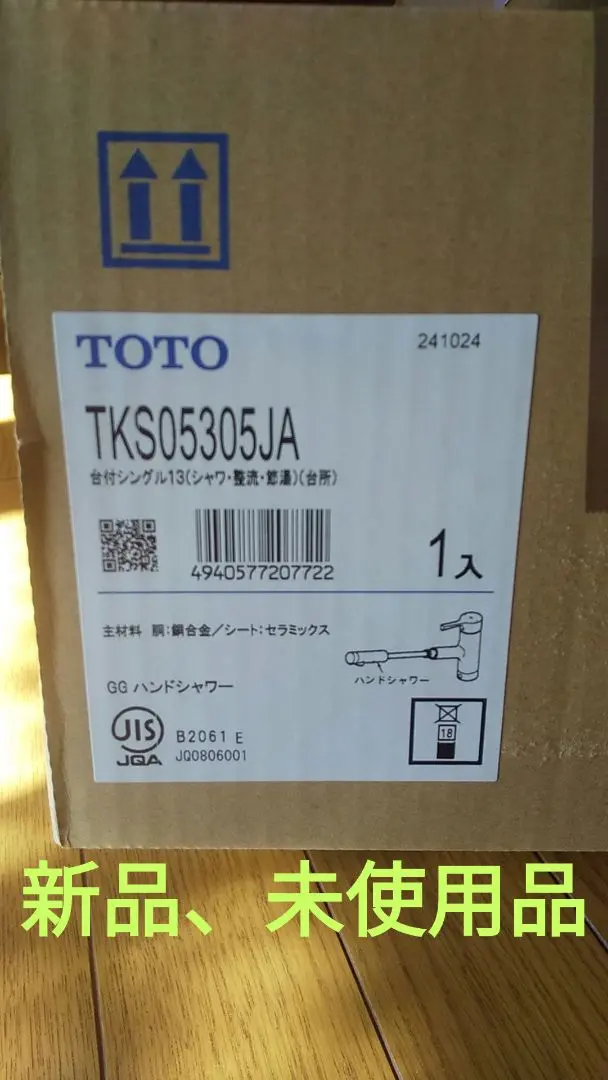 TOTO
241024
TKS05305JA
台付シングル13(シャワ・整流・節湯)(台所)
4940577207722
1入
主材料 胴:銅合金/シート:セラミックス
ハンドシャワー
GG ハンドシャワー
JIS
B2061 E
JQA
JQ0806001
18
新品、未使用品